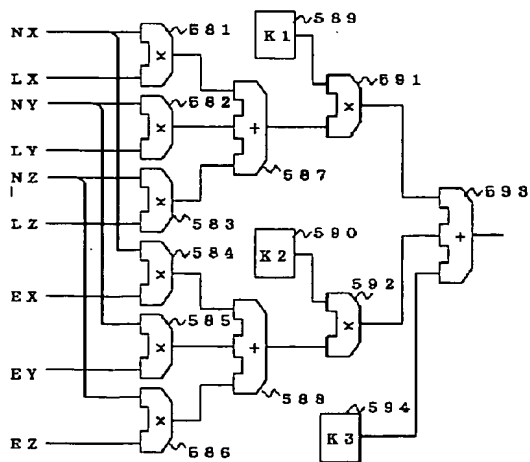 NX
LX
NY
LY
NZ
LZ
EX
EY
EZ
×
581
×
582
×
583
×
584
×
585
×
586
+
587
+
588
K1
589
K2
590
×
591
×
592
+
593
K3
594